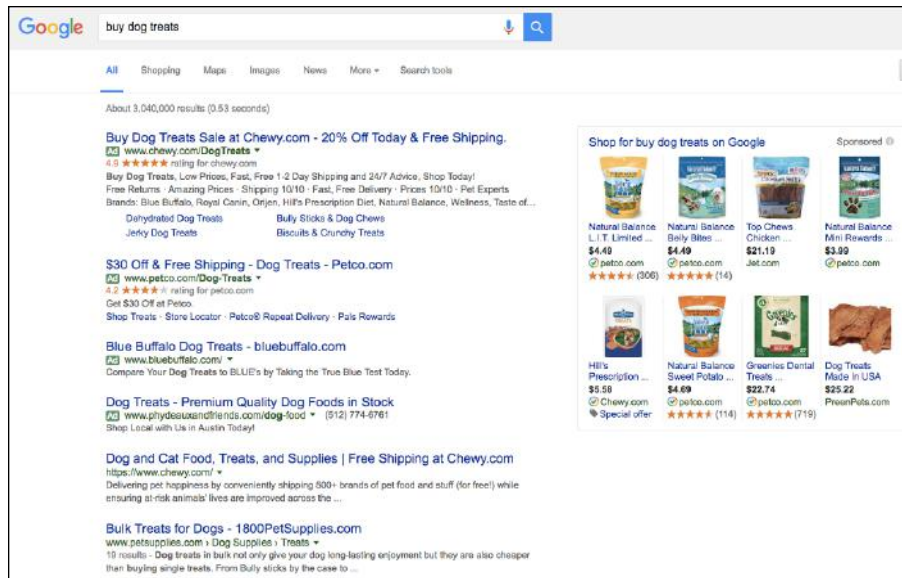 Google
buy dog treats
All Shopping Maps Images News More Search tools
About 3,040,000 results (0.53 seconds)
Buy Dog Treats Sale at Chewy.com - 20% Off Today & Free Shipping.
Ad www.chewy.com/DogTreats
4.9 ★★★★★ rating for chewy.com
Buy Dog Treats, Low Prices, Fast, Free 1-2 Day Shipping and 24/7 Advice, Shop Today!
Free Returns · Amazing Prices · Shipping 10/10 · Fast, Free Delivery · Prices 10/10 · Pet Experts
Brands: Blue Buffalo, Royal Canin, Orijen, Hill's Prescription Diet, Natural Balance, Wellness, Taste of...
Dehydrated Dog Treats Bully Sticks & Dog Chews
Jerky Dog Treats Biscuits & Crunchy Treats
$30 Off & Free Shipping - Dog Treats - Petco.com
Ad www.petco.com/Dog-Treats
4.2 ★★★★★ rating for petco.com
Get $30 Off at Petco.
Shop Treats · Store Locator · Petco® Repeat Delivery · Pals Rewards
Blue Buffalo Dog Treats - bluebuffalo.com
Ad www.bluebuffalo.com/
Compare Your Dog Treats to BLUE's by Taking the True Blue Test Today.
Dog Treats - Premium Quality Dog Foods in Stock
Ad www.phydeauxandfriends.com/dog-food (512) 774-6761
Shop Local with Us in Austin Today!
Dog and Cat Food, Treats, and Supplies | Free Shipping at Chewy.com
https://www.chewy.com/
Delivering pet happiness by conveniently shipping 800+ brands of pet food and stuff (for free!) while
ensuring at-risk animals' lives are improved across the ...
Bulk Treats for Dogs - 1800PetSupplies.com
www.petsupplies.com › Dog Supplies › Treats
19 results - Dog treats in bulk not only give your dog long-lasting enjoyment but they are also cheaper
than buying single treats. From Bully sticks by the case to ...
Shop for buy dog treats on Google Sponsored
Natural Balance Natural Balance Top Chews Natural Balance
L.I.T. Limited ... Belly Bites ... Chicken ... Mini Rewards ...
$4.49 $4.49 $21.19 $3.99
petco.com petco.com Jet.com petco.com
(306) (14)
Hill's Natural Balance Greenies Dental Dog Treats
Prescription ... Sweet Potato ... Treats ... Made in USA
$5.58 $4.69 $22.74 $25.22
Chewy.com petco.com petco.com PreenPets.com
Special offer (114) (719)